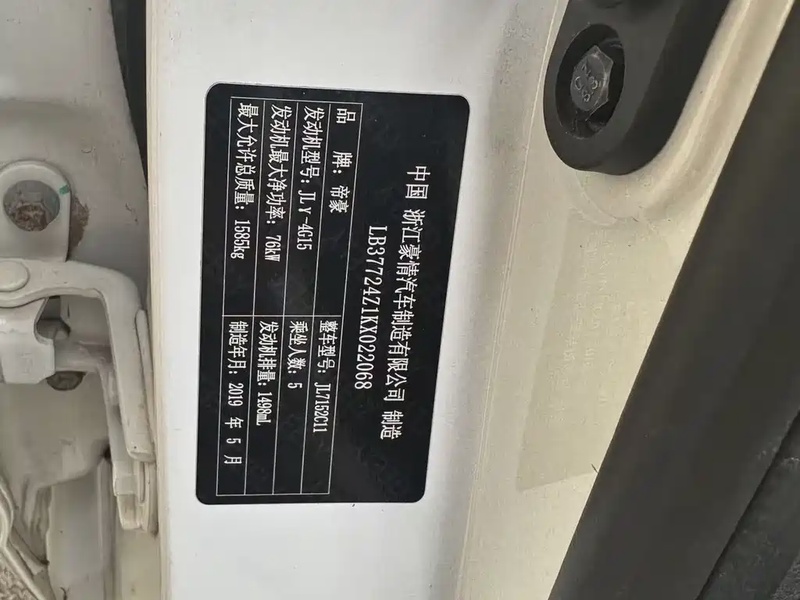 中国 浙江豪情汽车制造有限公司 制造
LB37724Z1KX022068
品 牌：帝豪 整车型号：JL7152C11
发动机型号：JLγ-4G15 乘坐人数：5
发动机最大净功率：76kW 发动机排量：1498mL
最大允许总质量：1585kg 制造年月：2019 年 5 月